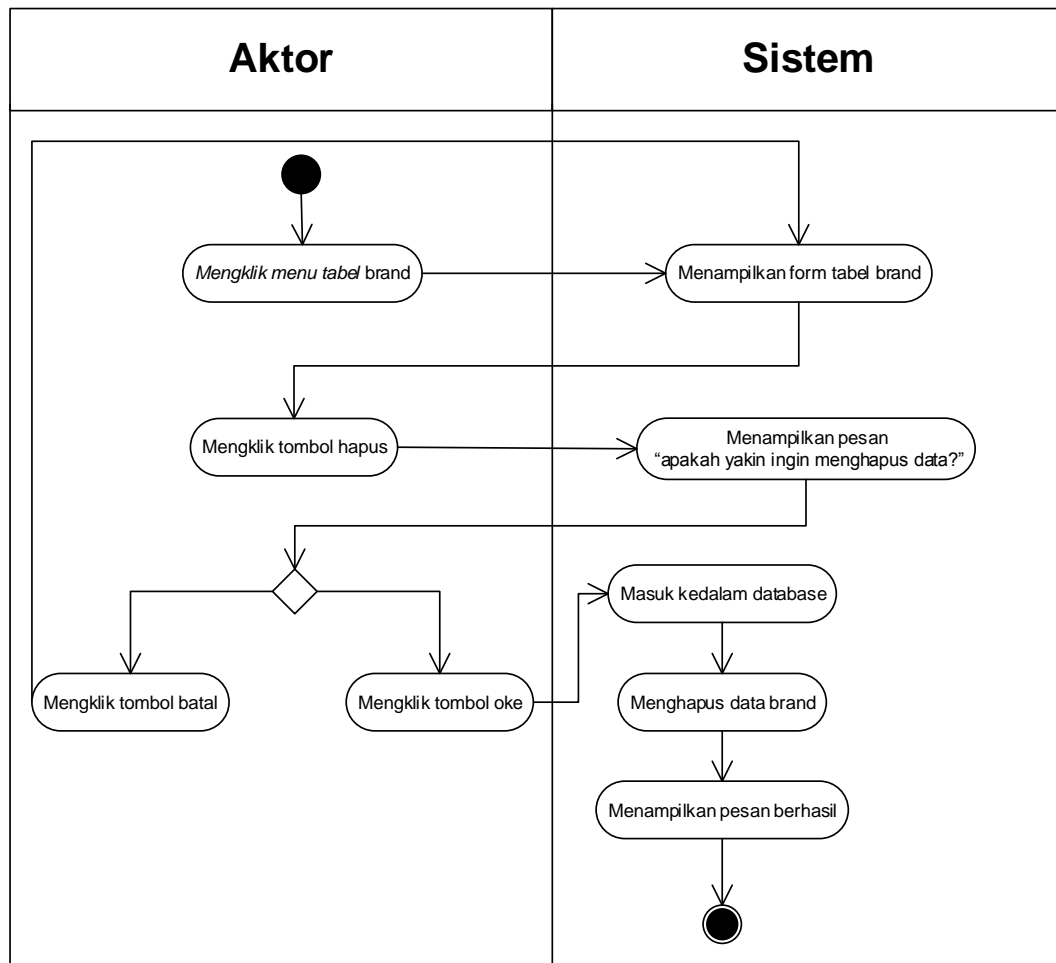 Aktor
Sistem
Mengklik menu tabel brand
Menampilkan form tabel brand
Mengklik tombol hapus
Menampilkan pesan
“apakah yakin ingin menghapus data?”
Masuk kedalam database
Mengklik tombol batal
Mengklik tombol oke
Menghapus data brand
Menampilkan pesan berhasil